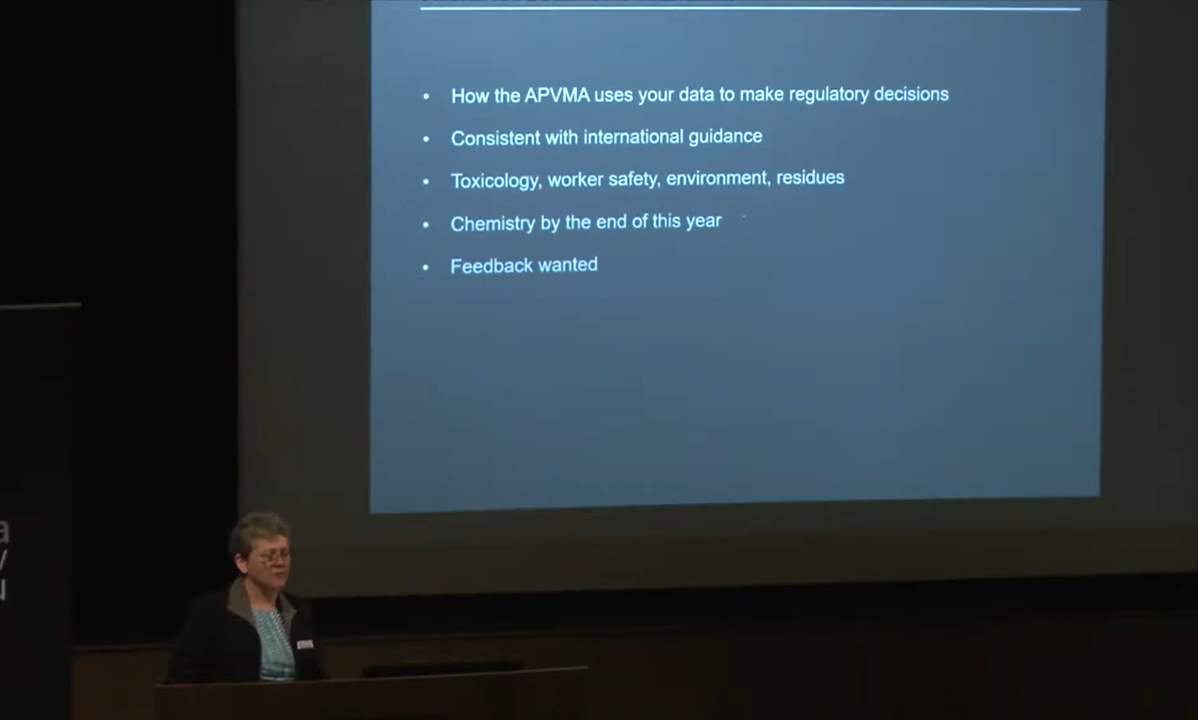 • How the APVMA uses your data to make regulatory decisions
• Consistent with international guidance
• Toxicology, worker safety, environment, residues
• Chemistry by the end of this year
• Feedback wanted